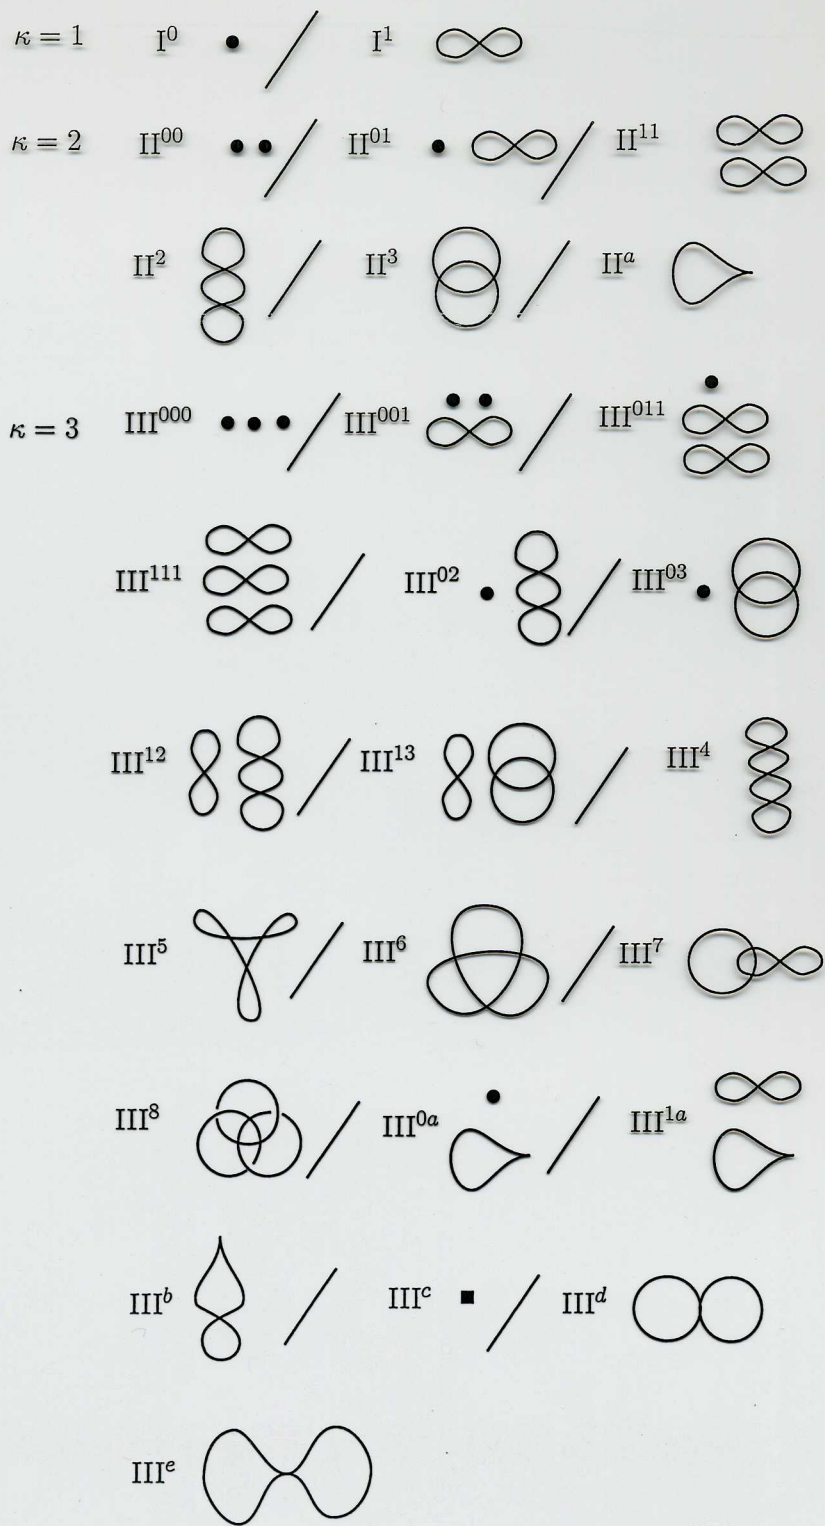 κ = 1 I⁰ I¹
κ = 2 II⁰⁰ II⁰¹ II¹¹
II² II³ IIᵃ
κ = 3 III⁰⁰⁰ III⁰⁰¹ III⁰¹¹
III¹¹¹ III⁰² III⁰³
III¹² III¹³ III⁴
III⁵ III⁶ III⁷
III⁸ III⁰ᵃ III¹ᵃ
IIIᵇ IIIᶜ IIIᵈ
IIIᵉ